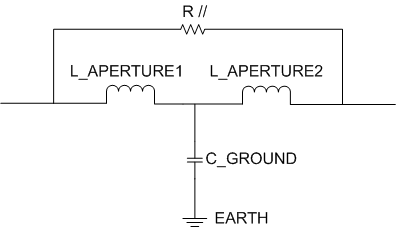 R //
L_APERTURE1
L_APERTURE2
C_GROUND
EARTH